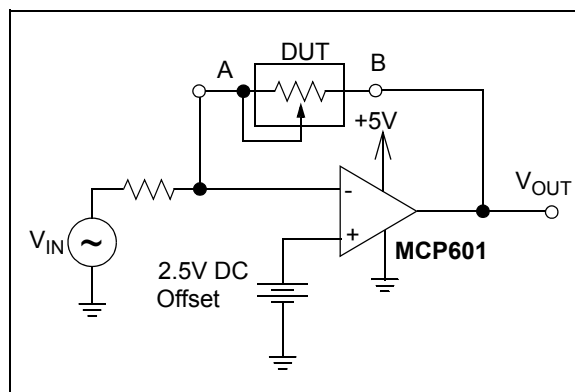 DUT
A
B
+5V
-
+
V_IN
V_OUT
MCP601
2.5V DC
Offset
~